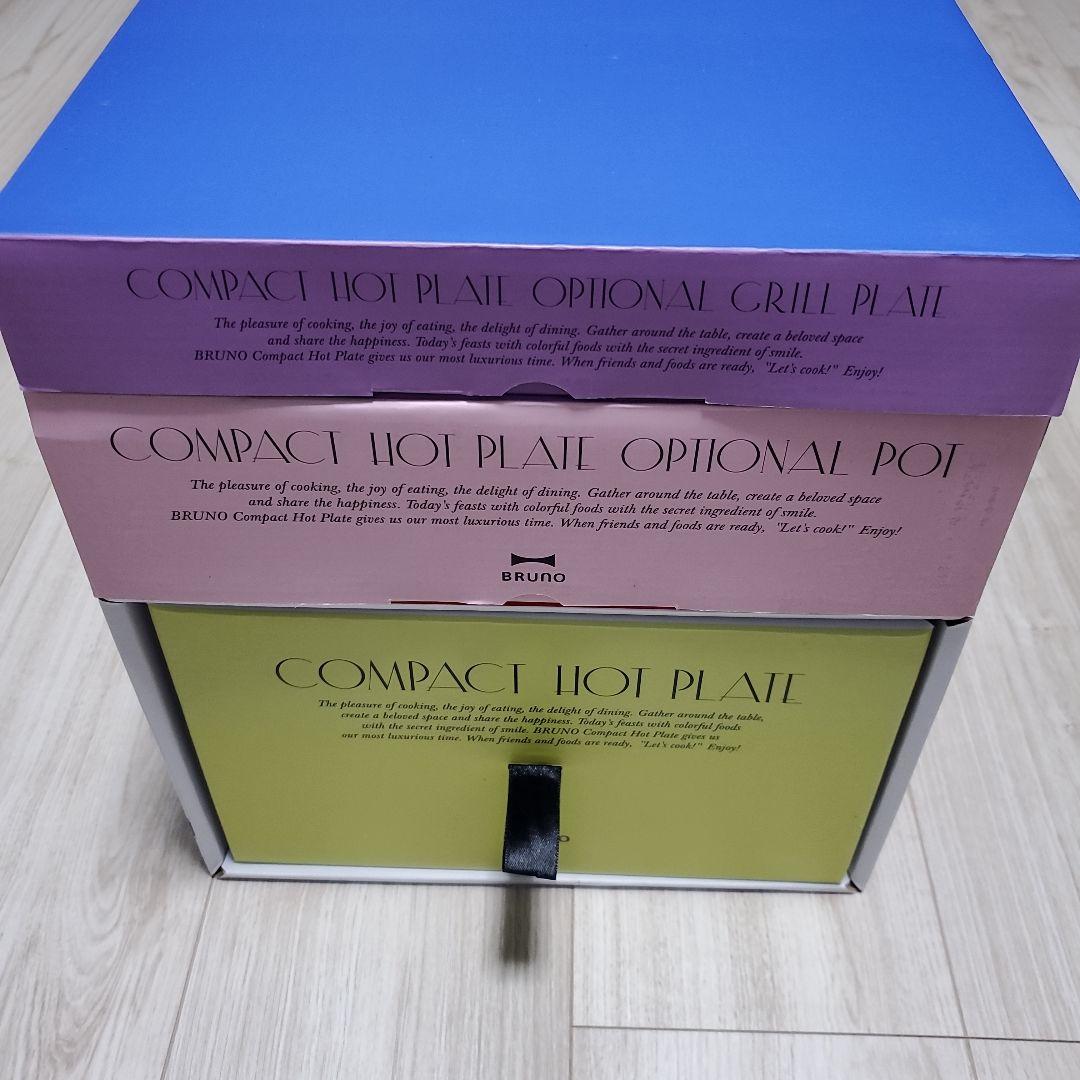 COMPACT HOT PLATE OPTIONAL GRILL PLATE
The pleasure of cooking, the joy of eating, the delight of dining. Gather around the table, create a beloved space
and share the happiness. Today's feasts with colorful foods with the secret ingredient of smile.
BRUNO Compact Hot Plate gives us our most luxurious time. When friends and foods are ready, "Let's cook!" Enjoy!
COMPACT HOT PLATE OPTIONAL POT
The pleasure of cooking, the joy of eating, the delight of dining. Gather around the table, create a beloved space
and share the happiness. Today's feasts with colorful foods with the secret ingredient of smile.
BRUNO Compact Hot Plate gives us our most luxurious time. When friends and foods are ready, "Let's cook!" Enjoy!
BRUNO
COMPACT HOT PLATE
The pleasure of cooking, the joy of eating, the delight of dining. Gather around the table,
create a beloved space and share the happiness. Today's feasts with colorful foods
with the secret ingredient of smile. BRUNO Compact Hot Plate gives us
our most luxurious time. When friends and foods are ready, "Let's cook!" Enjoy!